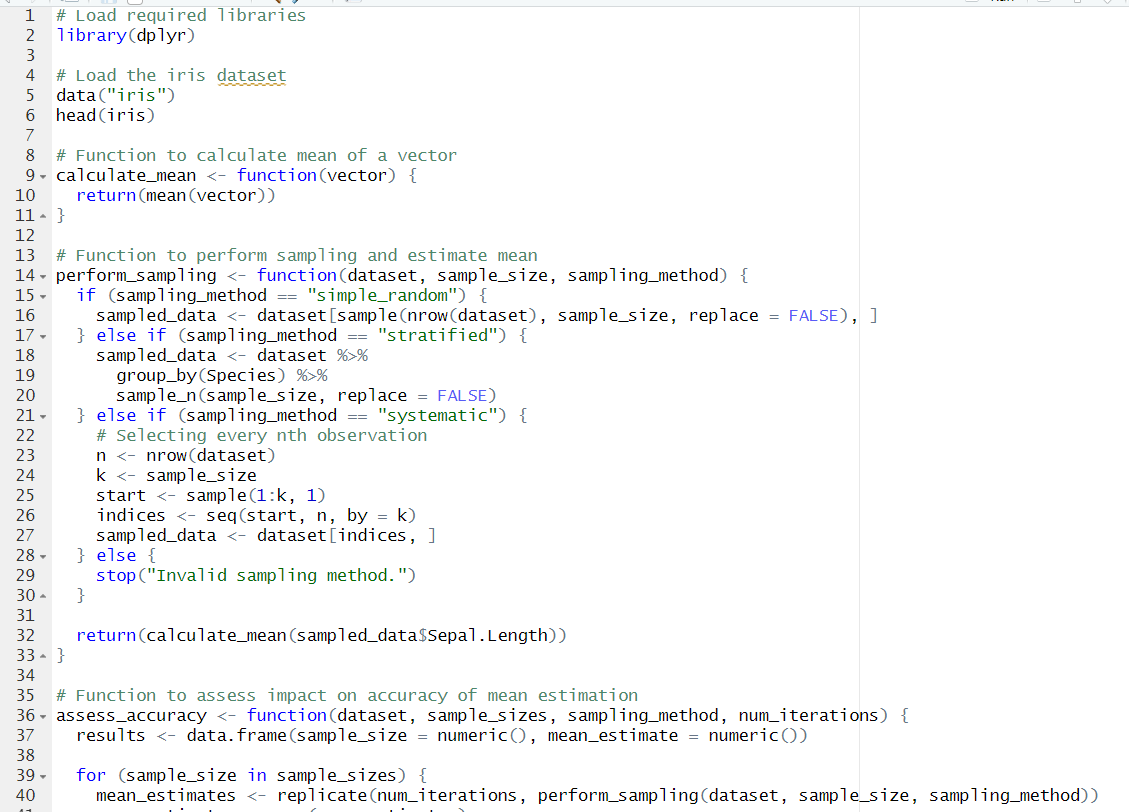 1 # Load required libraries
2 library(dplyr)
3
4 # Load the iris dataset
5 data("iris")
6 head(iris)
7
8 # Function to calculate mean of a vector
9 calculate_mean <- function(vector) {
10   return(mean(vector))
11 }
12
13 # Function to perform sampling and estimate mean
14 perform_sampling <- function(dataset, sample_size, sampling_method) {
15   if (sampling_method == "simple_random") {
16     sampled_data <- dataset[sample(nrow(dataset), sample_size, replace = FALSE), ]
17   } else if (sampling_method == "stratified") {
18     sampled_data <- dataset %>%
19       group_by(Species) %>%
20       sample_n(sample_size, replace = FALSE)
21   } else if (sampling_method == "systematic") {
22     # Selecting every nth observation
23     n <- nrow(dataset)
24     k <- sample_size
25     start <- sample(1:k, 1)
26     indices <- seq(start, n, by = k)
27     sampled_data <- dataset[indices, ]
28   } else {
29     stop("Invalid sampling method.")
30   }
31
32   return(calculate_mean(sampled_data$Sepal.Length))
33 }
34
35 # Function to assess impact on accuracy of mean estimation
36 assess_accuracy <- function(dataset, sample_sizes, sampling_method, num_iterations) {
37   results <- data.frame(sample_size = numeric(), mean_estimate = numeric())
38
39   for (sample_size in sample_sizes) {
40     mean_estimates <- replicate(num_iterations, perform_sampling(dataset, sample_size, sampling_method))